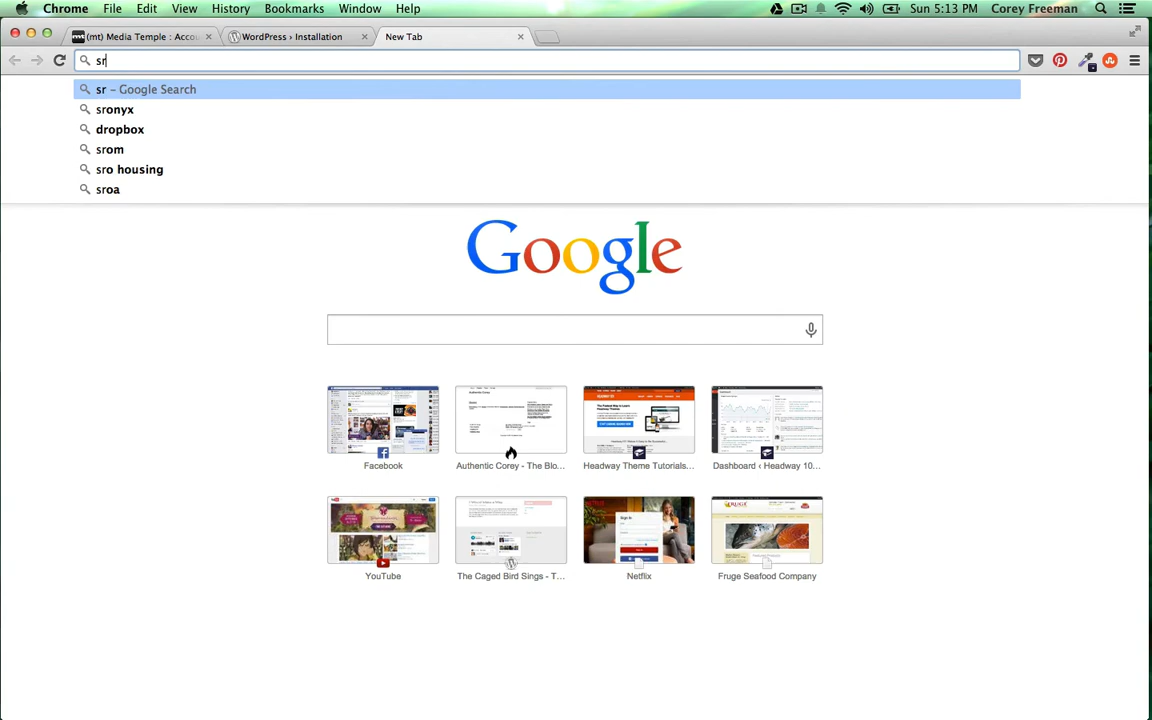 Chrome File Edit View History Bookmarks Window Help Sun 5:13 PM Corey Freeman
(mt) Media Temple : Accou WordPress › Installation New Tab
sr
sr – Google Search
sronyx
dropbox
srom
sro housing
sroa
Google
Facebook Authentic Corey - The Blo... Headway Theme Tutorials... Dashboard ‹ Headway 10...
YouTube The Caged Bird Sings - T... Netflix Fruge Seafood Company